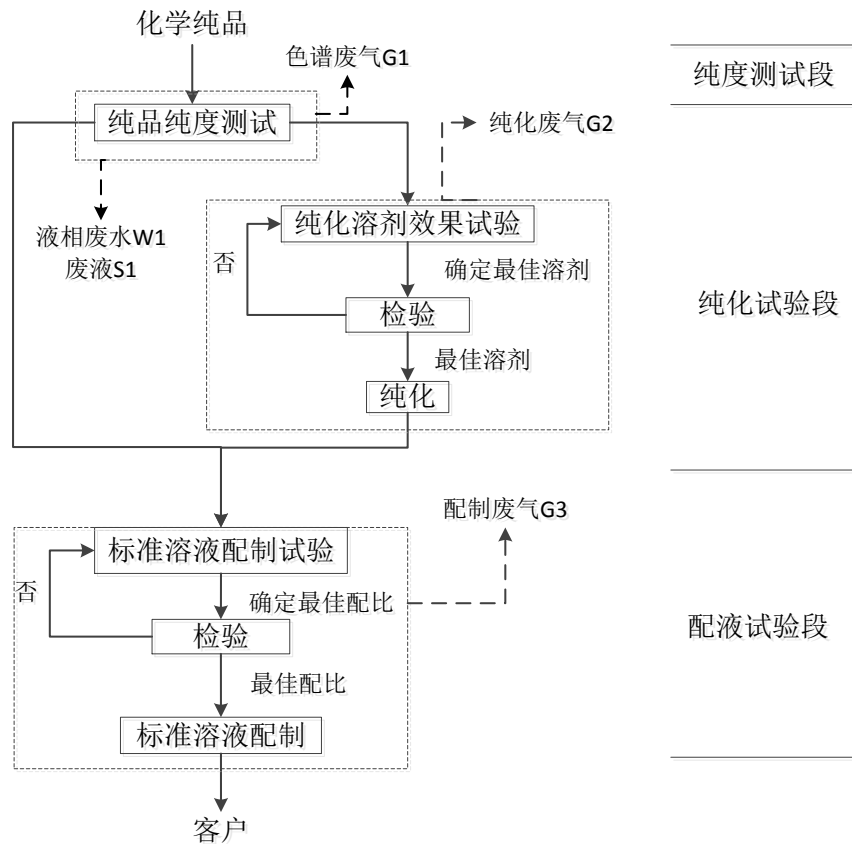 化学纯品
色谱废气G1
纯度测试段
纯品纯度测试
纯化废气G2
液相废水W1
废液S1
纯化溶剂效果试验
否
确定最佳溶剂
检验
纯化试验段
最佳溶剂
纯化
配制废气G3
标准溶液配制试验
否
确定最佳配比
检验
配液试验段
最佳配比
标准溶液配制
客户